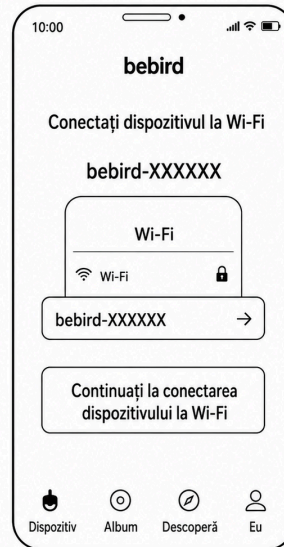 10:00
bebird
Conectați dispozitivul la Wi-Fi
bebird-XXXXXX
Wi-Fi
Wi-Fi
bebird-XXXXXX
Continuați la conectarea
dispozitivului la Wi-Fi
Dispozitiv Album Descoperă Eu